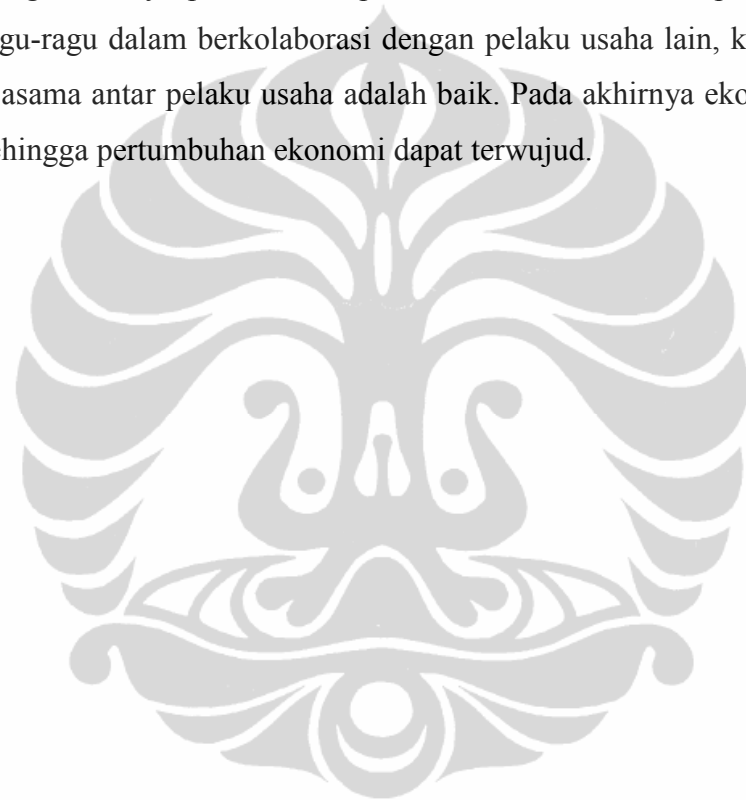 gu-ragu dalam berkolaborasi dengan pelaku usaha lain, k
asama antar pelaku usaha adalah baik. Pada akhirnya eko
ehingga pertumbuhan ekonomi dapat terwujud.